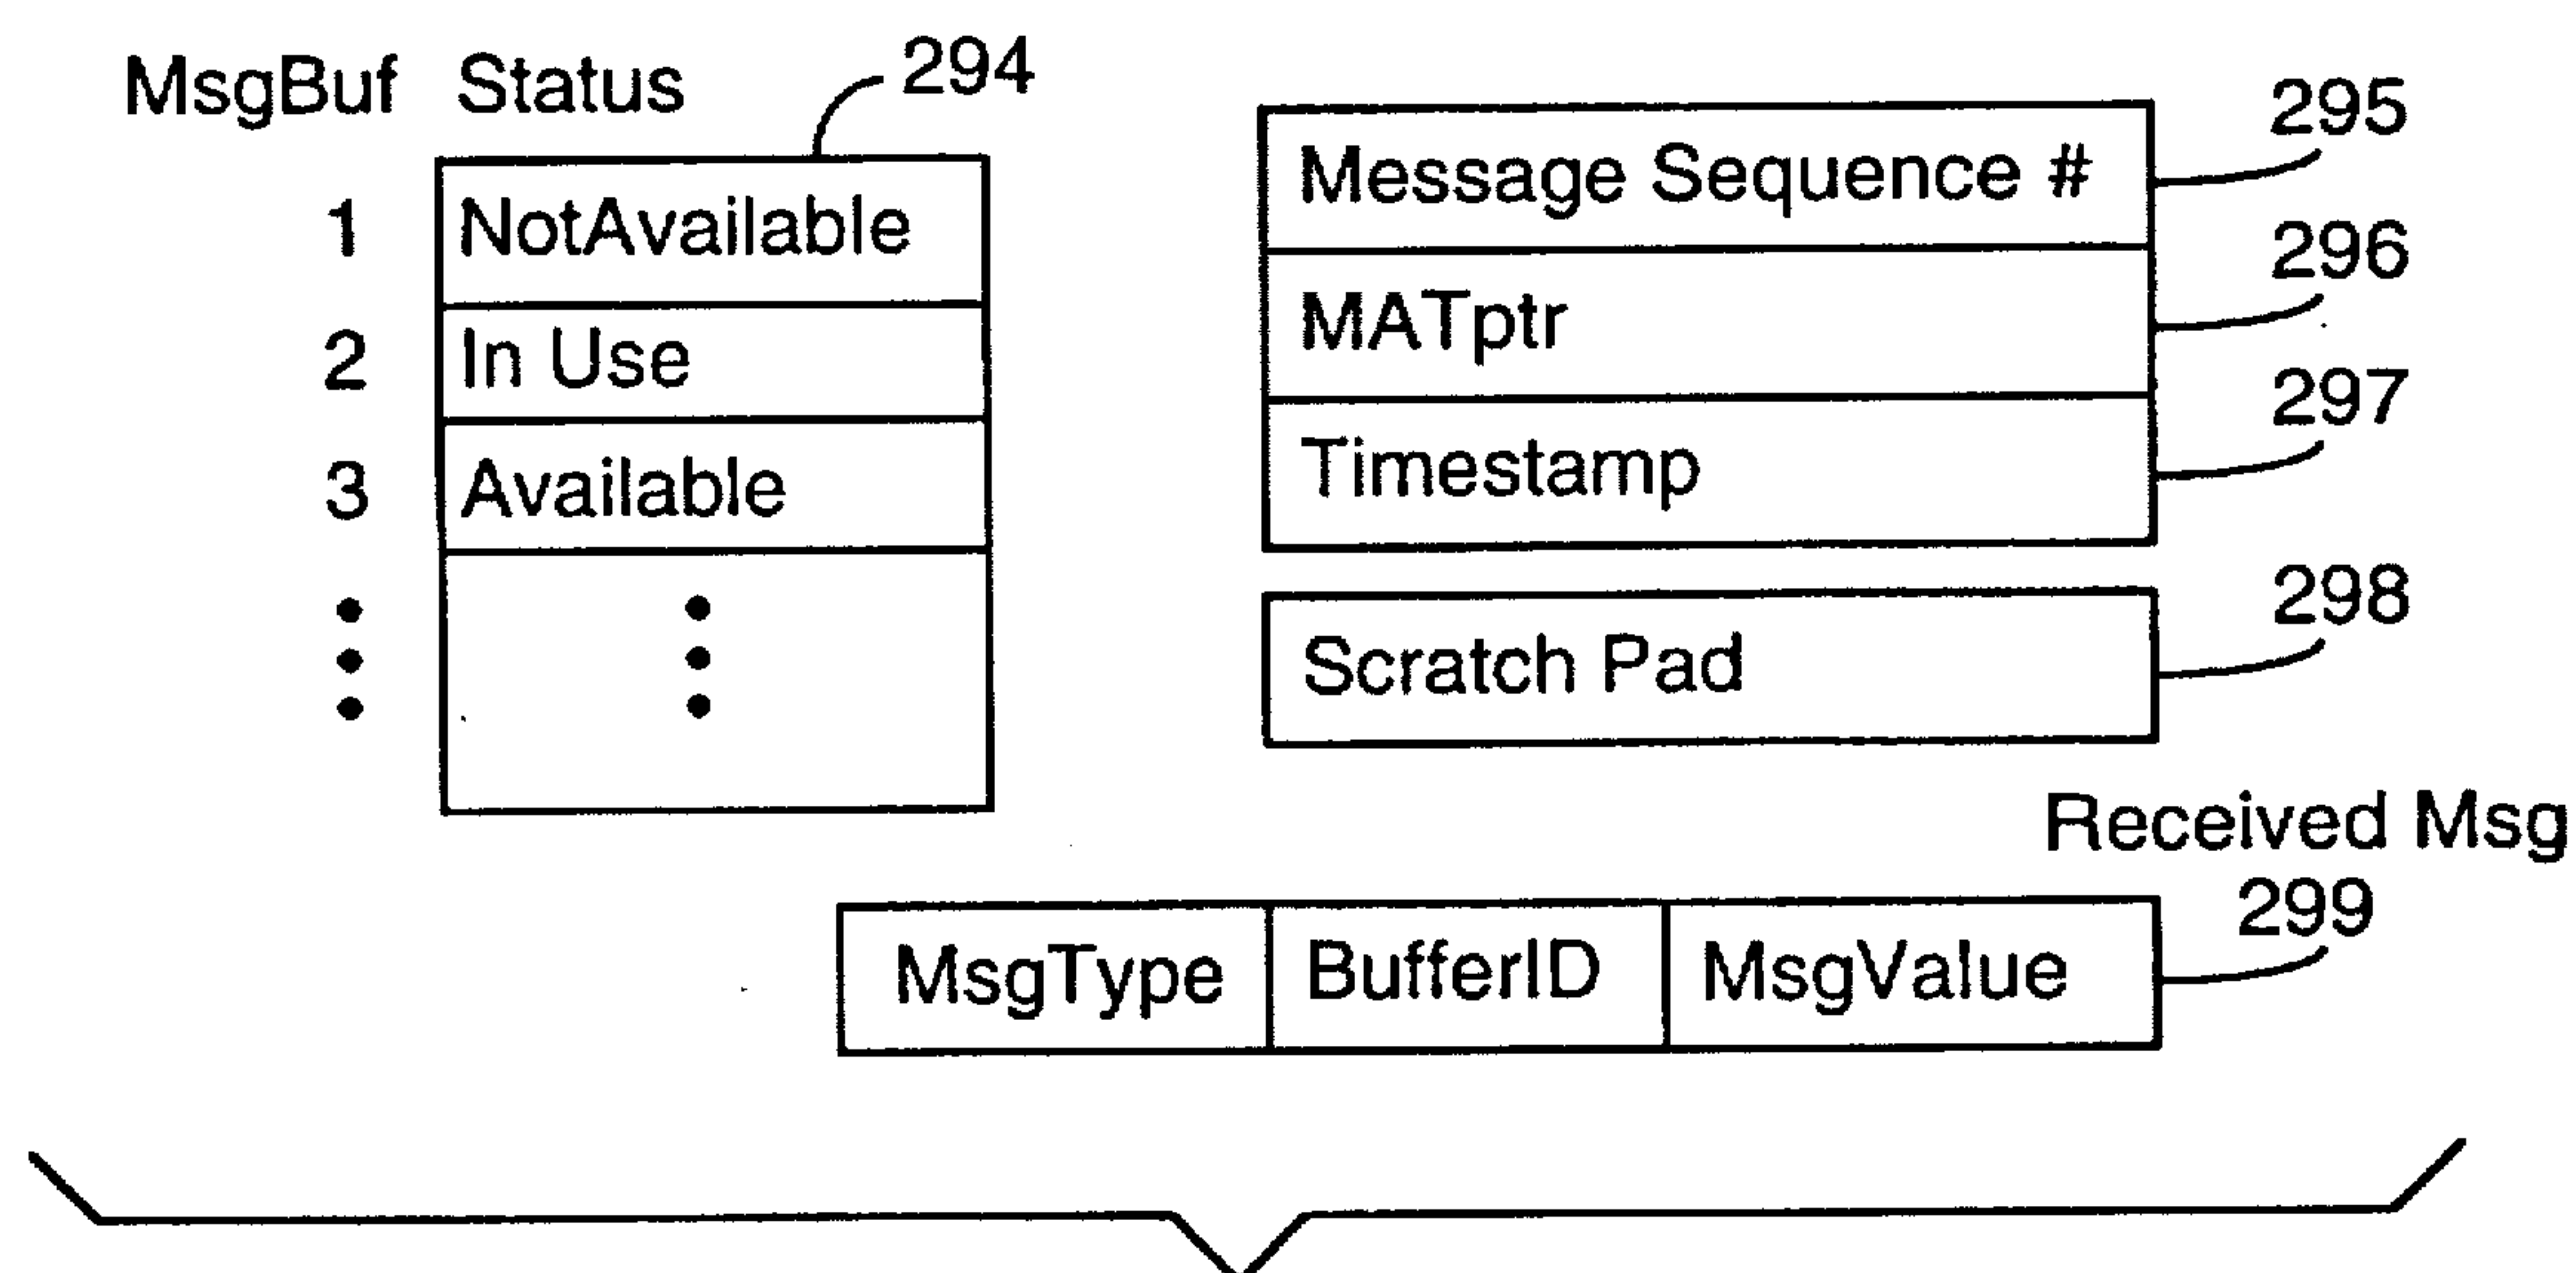 MsgBuf Status 294
1 NotAvailable
2 In Use
3 Available
Message Sequence # 295
MATptr 296
Timestamp 297
Scratch Pad 298
Received Msg
299
MsgType BufferID MsgValue